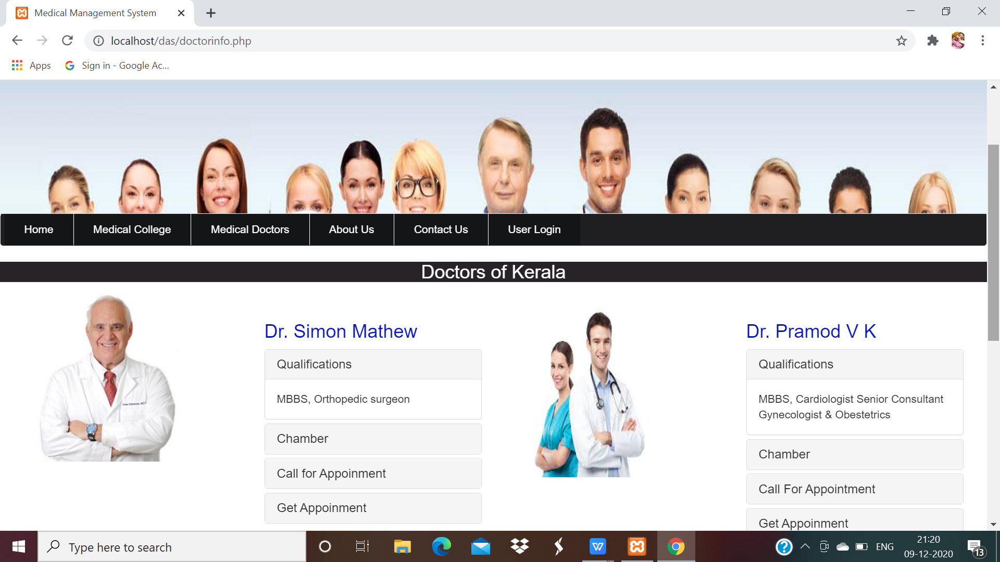 Medical Management System
localhost/das/doctorinfo.php
Apps
Sign in - Google Ac...
Home
Medical College
Medical Doctors
About Us
Contact Us
User Login
Doctors of Kerala
Dr. Simon Mathew
Qualifications
MBBS, Orthopedic surgeon
Chamber
Call for Appoinment
Get Appoinment
Dr. Pramod V K
Qualifications
MBBS, Cardiologist Senior Consultant
Gynecologist & Obestetrics
Chamber
Call For Appointment
Get Appoinment
Type here to search
ENG
21:20
09-12-2020
13